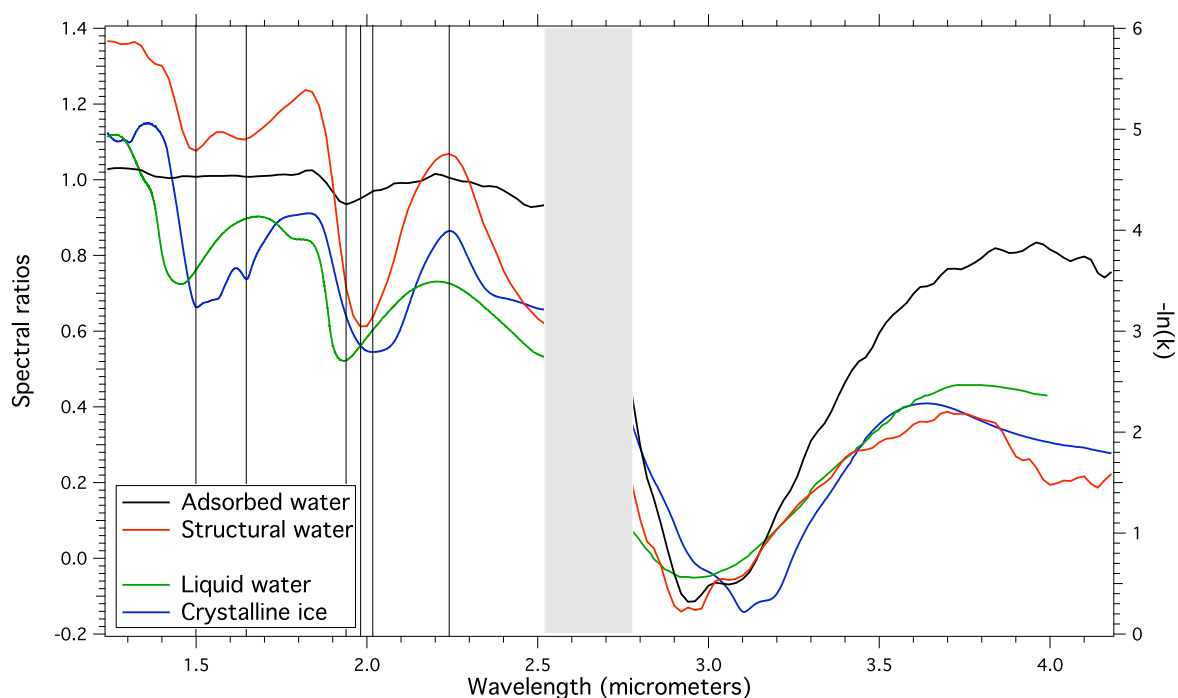 1.4
1.2
1.0
0.8
0.6
0.4
0.2
0.0
-0.2
Spectral ratios
6
5
4
3
2
1
0
-ln(k)
Adsorbed water
Structural water
Liquid water
Crystalline ice
1.5 2.0 2.5 3.0 3.5 4.0
Wavelength (micrometers)